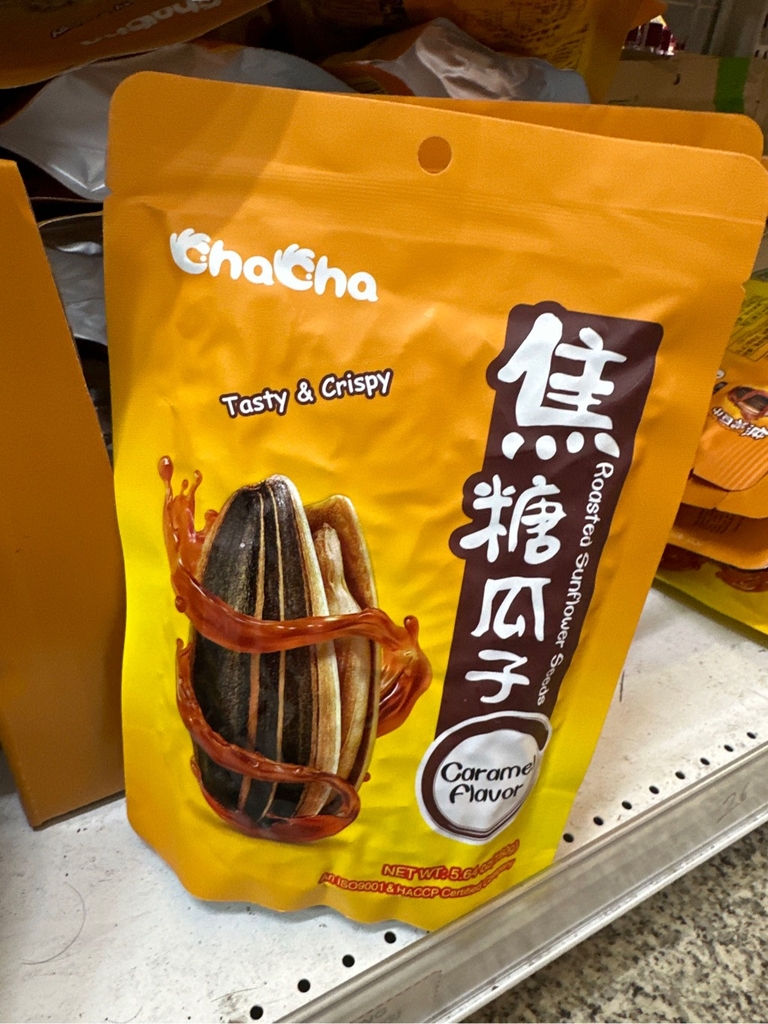 ChaCha
Tasty & Crispy
焦糖瓜子
Roasted Sunflower Seeds
Caramel
Flavor
NET WT: 5.64
ISO9001 & HACCP Certified Company